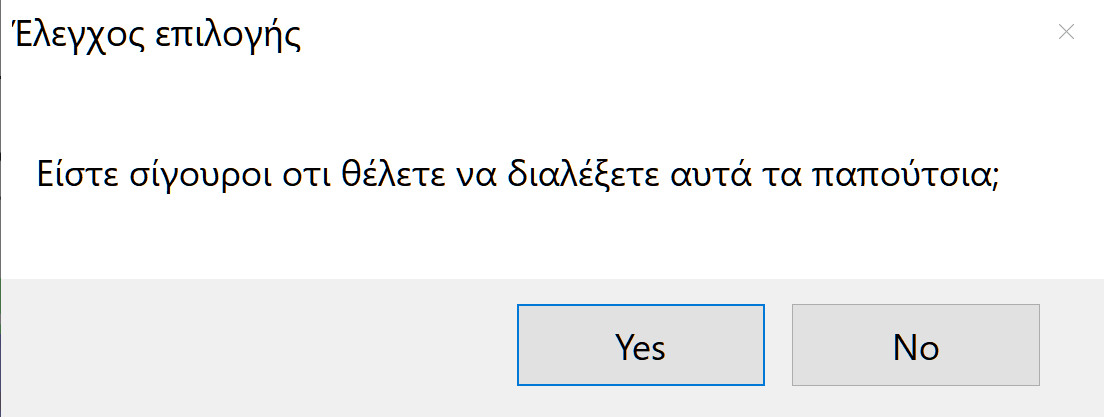 Έλεγχος επιλογής
Είστε σίγουροι οτι θέλετε να διαλέξετε αυτά τα παπούτσια;
Yes
No